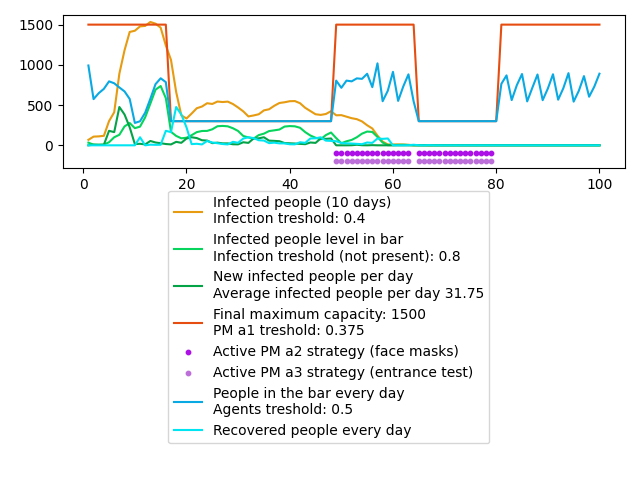 1500
1000
500
0
0
20
40
60
80
100
Infected people (10 days)
Infection treshold: 0.4
Infected people level in bar
Infection treshold (not present): 0.8
New infected people per day
Average infected people per day 31.75
Final maximum capacity: 1500
PM a1 treshold: 0.375
Active PM a2 strategy (face masks)
Active PM a3 strategy (entrance test)
People in the bar every day
Agents treshold: 0.5
Recovered people every day